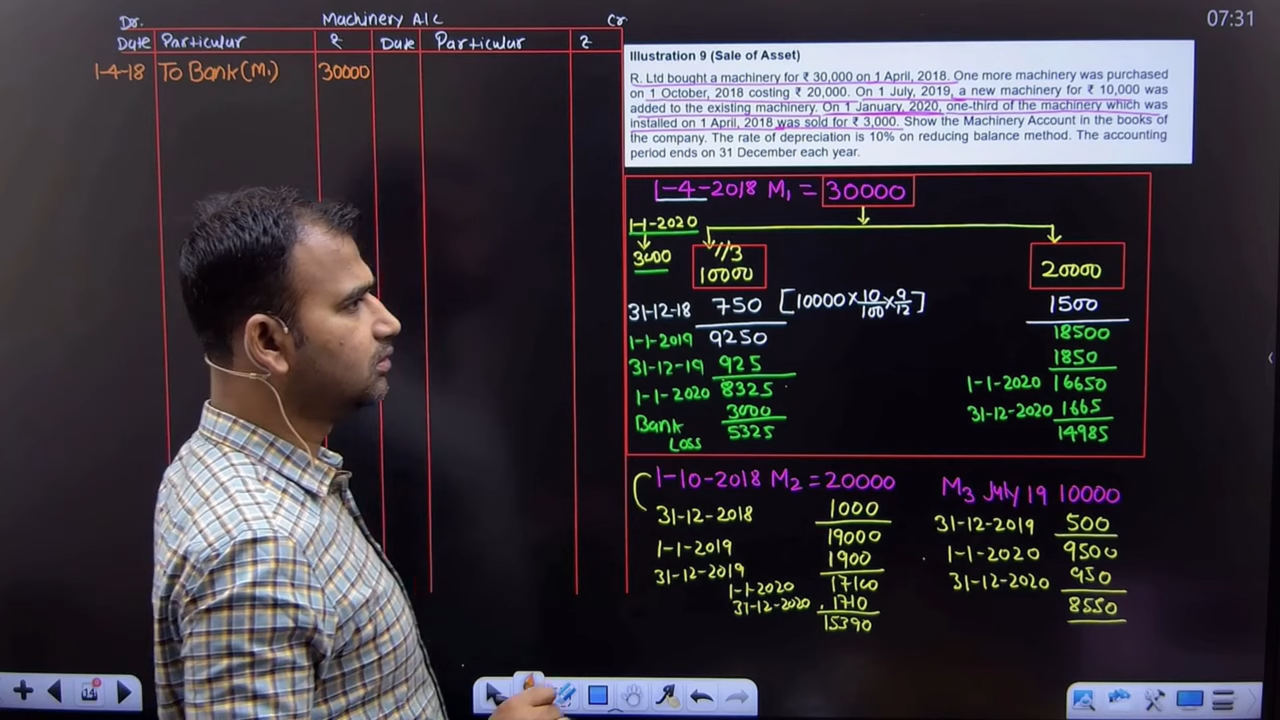 07:31
Dr. Machinery A/c Cr
Date Particular ₹ Date Particular ₹
1-4-18 To Bank (M1) 30000
Illustration 9 (Sale of Asset)
R. Ltd bought a machinery for ₹ 30,000 on 1 April, 2018. One more machinery was purchased
on 1 October, 2018 costing ₹ 20,000. On 1 July, 2019, a new machinery for ₹ 10,000 was
added to the existing machinery. On 1 January, 2020, one-third of the machinery which was
installed on 1 April, 2018 was sold for ₹ 3,000. Show the Machinery Account in the books of
the company. The rate of depreciation is 10% on reducing balance method. The accounting
period ends on 31 December each year.
1-4-2018 M1 = 30000
1-1-2020
3000
1/3
10000
20000
31-12-18 750 [10000 × 10/100 × 9/12]
1-1-2019 9250
31-12-19 925
1-1-2020 8325
Bank 3000
Loss 5325
1500
18500
1850
1-1-2020 16650
31-12-2020 1665
14985
1-10-2018 M2 = 20000
31-12-2018 1000
19000
1-1-2019
1900
31-12-2019
1-1-2020 17100
31-12-2020 1710
15390
M3 July 19 10000
31-12-2019 500
1-1-2020 9500
31-12-2020 950
8550
14